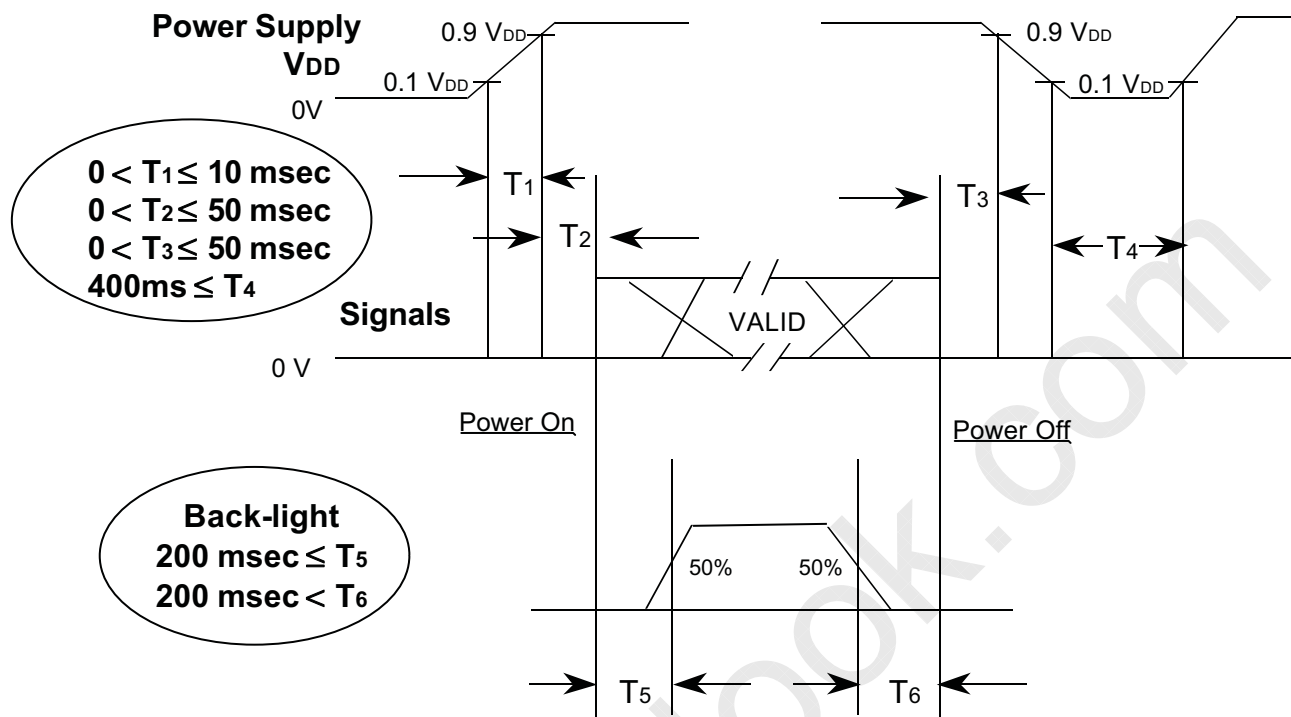 Power Supply
VDD
0.9 VDD
0.1 VDD
0V
0.9 VDD
0.1 VDD
0 < T1 ≤ 10 msec
0 < T2 ≤ 50 msec
0 < T3 ≤ 50 msec
400ms ≤ T4
T1
T2
T3
T4
Signals
VALID
0 V
Power On
Power Off
Back-light
200 msec ≤ T5
200 msec < T6
50%
50%
T5
T6
ook.com